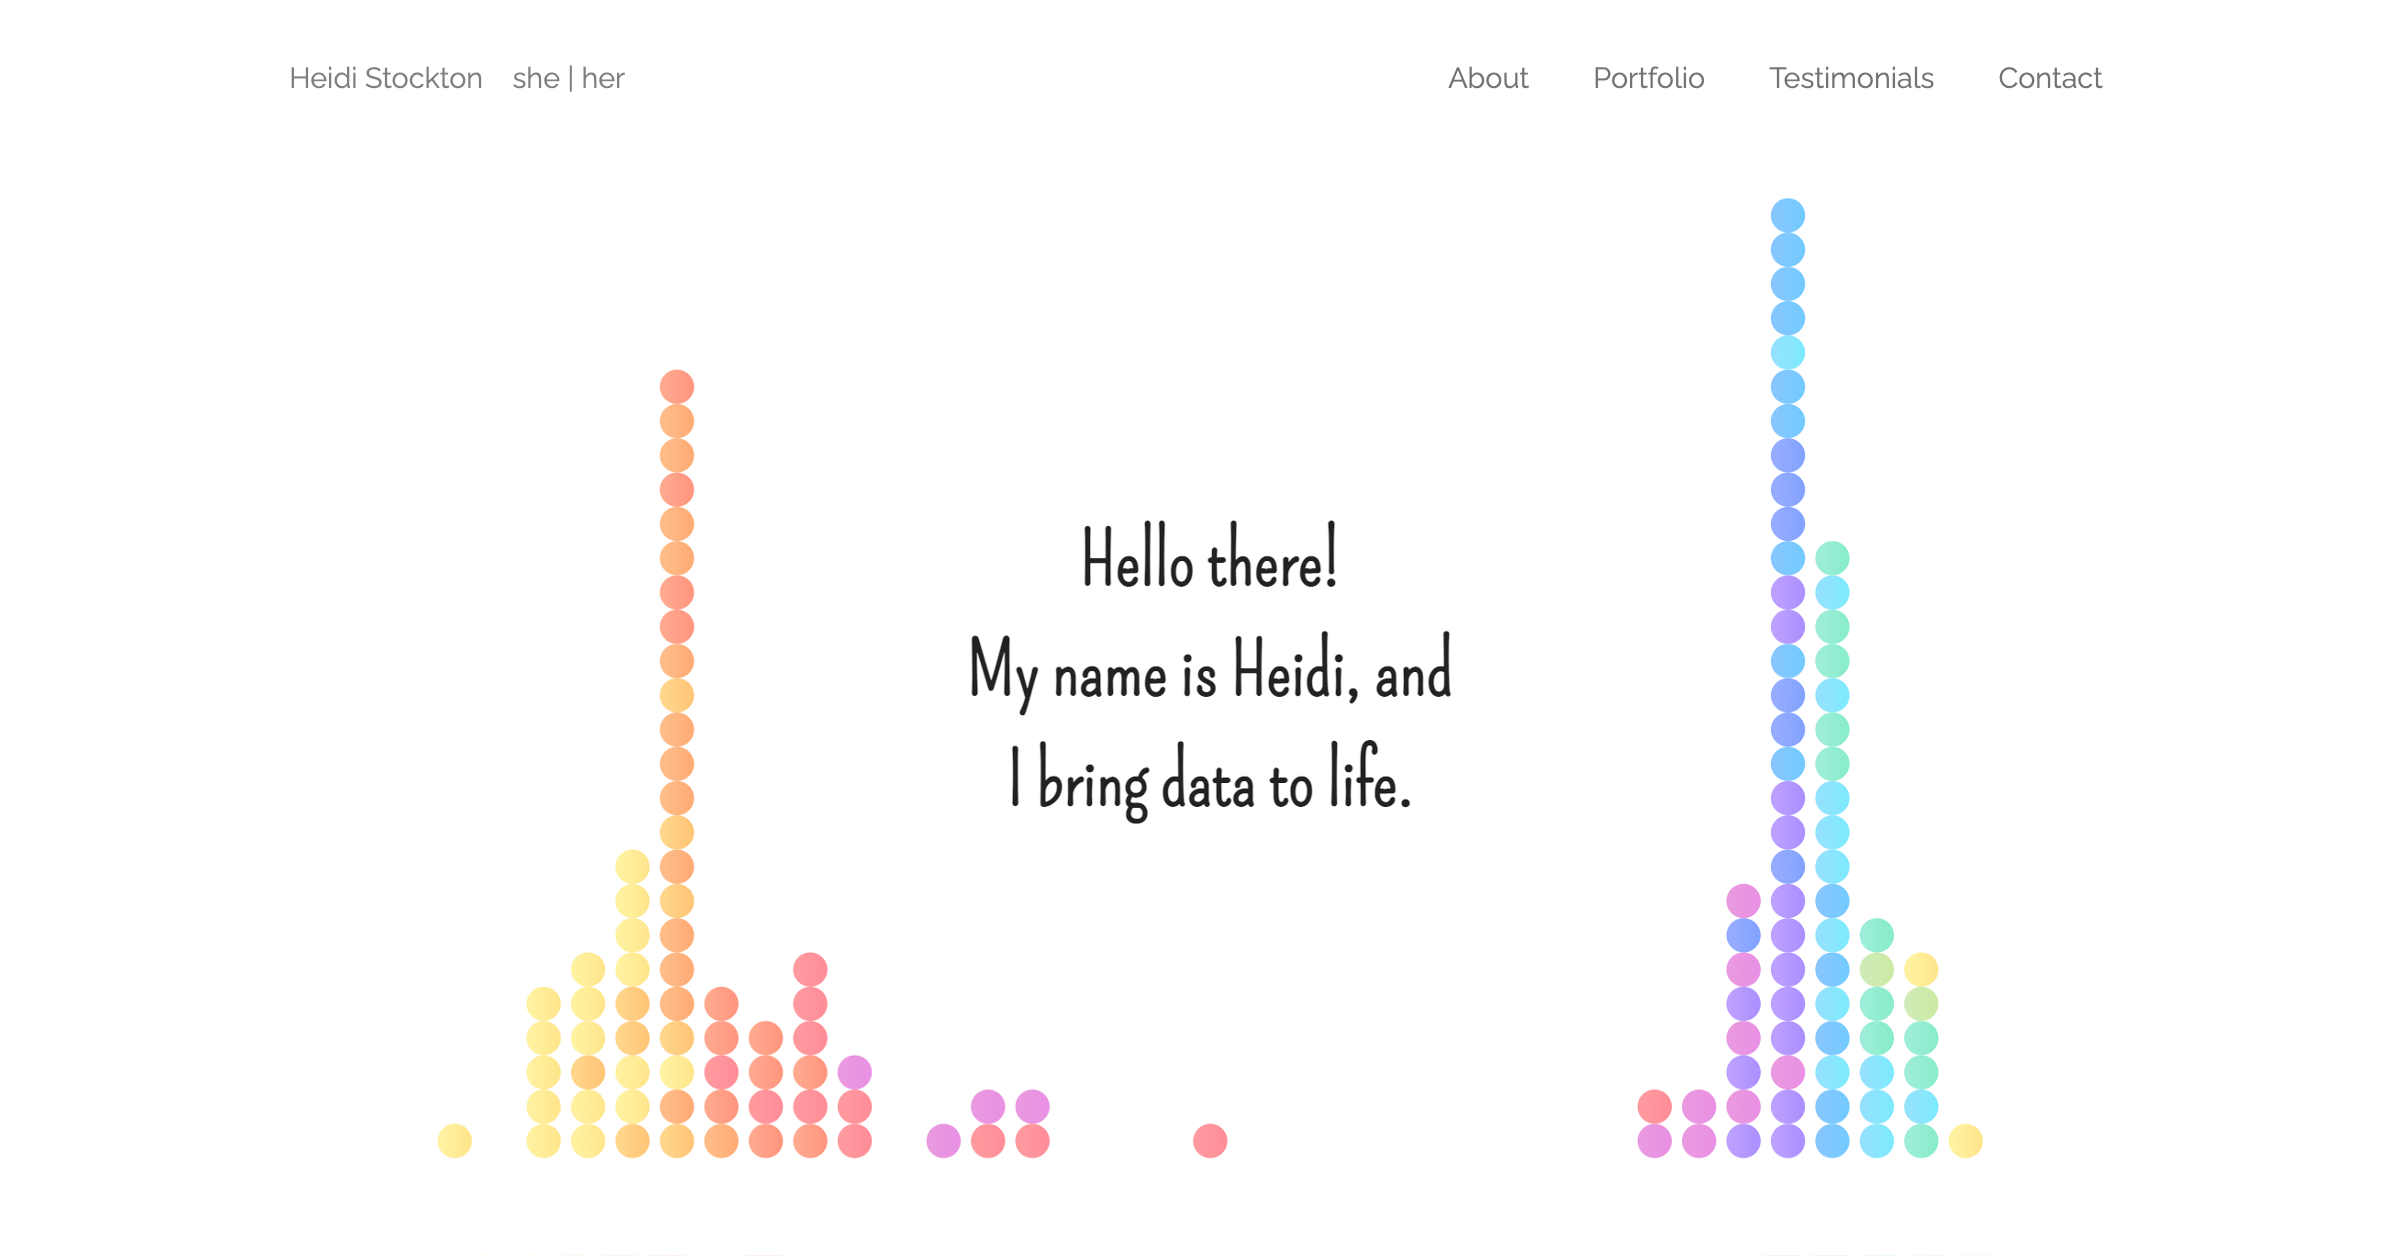 Heidi Stockton she | her
About Portfolio Testimonials Contact
Hello there!
My name is Heidi, and
I bring data to life.